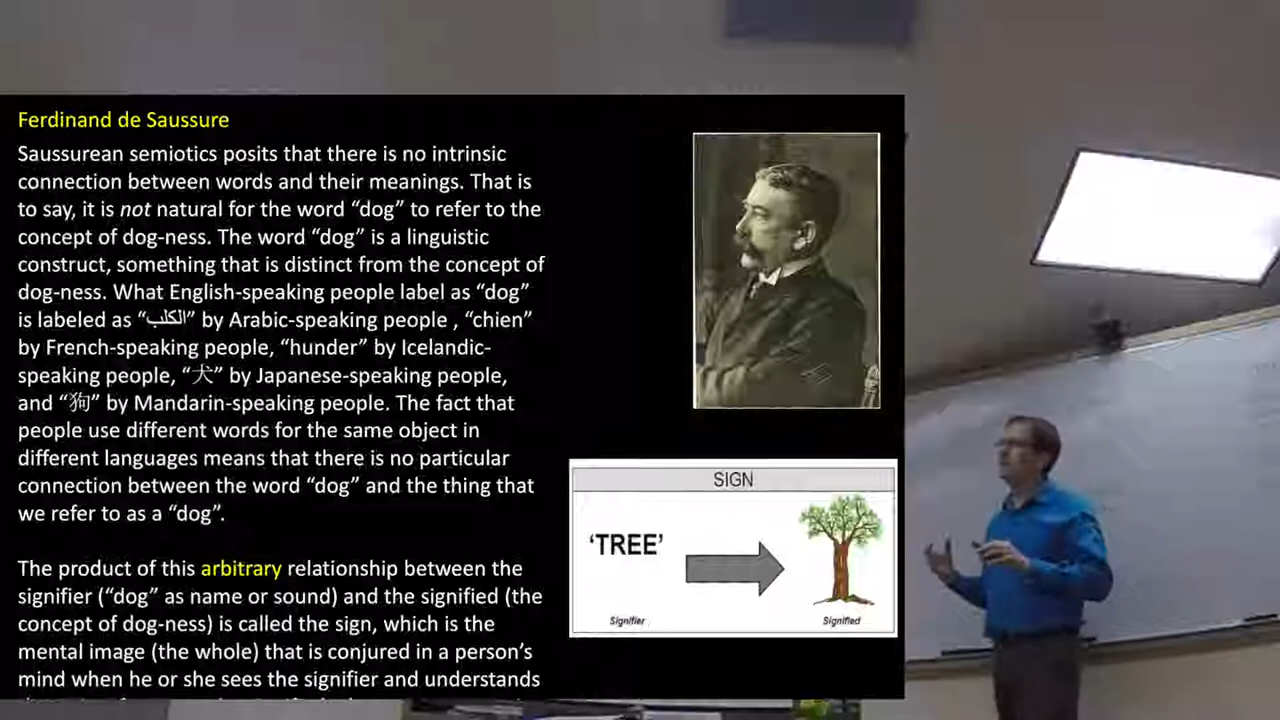 Ferdinand de Saussure
Saussurean semiotics posits that there is no intrinsic
connection between words and their meanings. That is
to say, it is not natural for the word “dog” to refer to the
concept of dog-ness. The word “dog” is a linguistic
construct, something that is distinct from the concept of
dog-ness. What English-speaking people label as “dog”
is labeled as “الكلب” by Arabic-speaking people , “chien”
by French-speaking people, “hunder” by Icelandic-
speaking people, “犬” by Japanese-speaking people,
and “狗” by Mandarin-speaking people. The fact that
people use different words for the same object in
different languages means that there is no particular
connection between the word “dog” and the thing that
we refer to as a “dog”.
The product of this arbitrary relationship between the
signifier (“dog” as name or sound) and the signified (the
concept of dog-ness) is called the sign, which is the
mental image (the whole) that is conjured in a person’s
mind when he or she sees the signifier and understands
SIGN
‘TREE’
Signifier
Signified